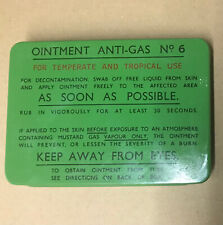 OINTMENT ANTI-GAS Nº 6
FOR TEMPERATE AND TROPICAL USE
FOR DECONTAMINATION, SWAB OFF FREE LIQUID FROM SKIN
AND APPLY OINTMENT FREELY TO THE AFFECTED AREA
AS SOON AS POSSIBLE.
RUB IN VIGOROUSLY FOR AT LEAST 30 SECONDS.
IF APPLIED TO THE SKIN BEFORE EXPOSURE TO AN ATMOSPHERE
CONTAINING MUSTARD GAS VAPOUR ONLY, THE OINTMENT
WILL PREVENT, OR LESSEN THE SEVERITY OF A BURN.
KEEP AWAY FROM EYES.
TO OBTAIN OINTMENT FROM
SEE DIRECTIONS ON BACK OF